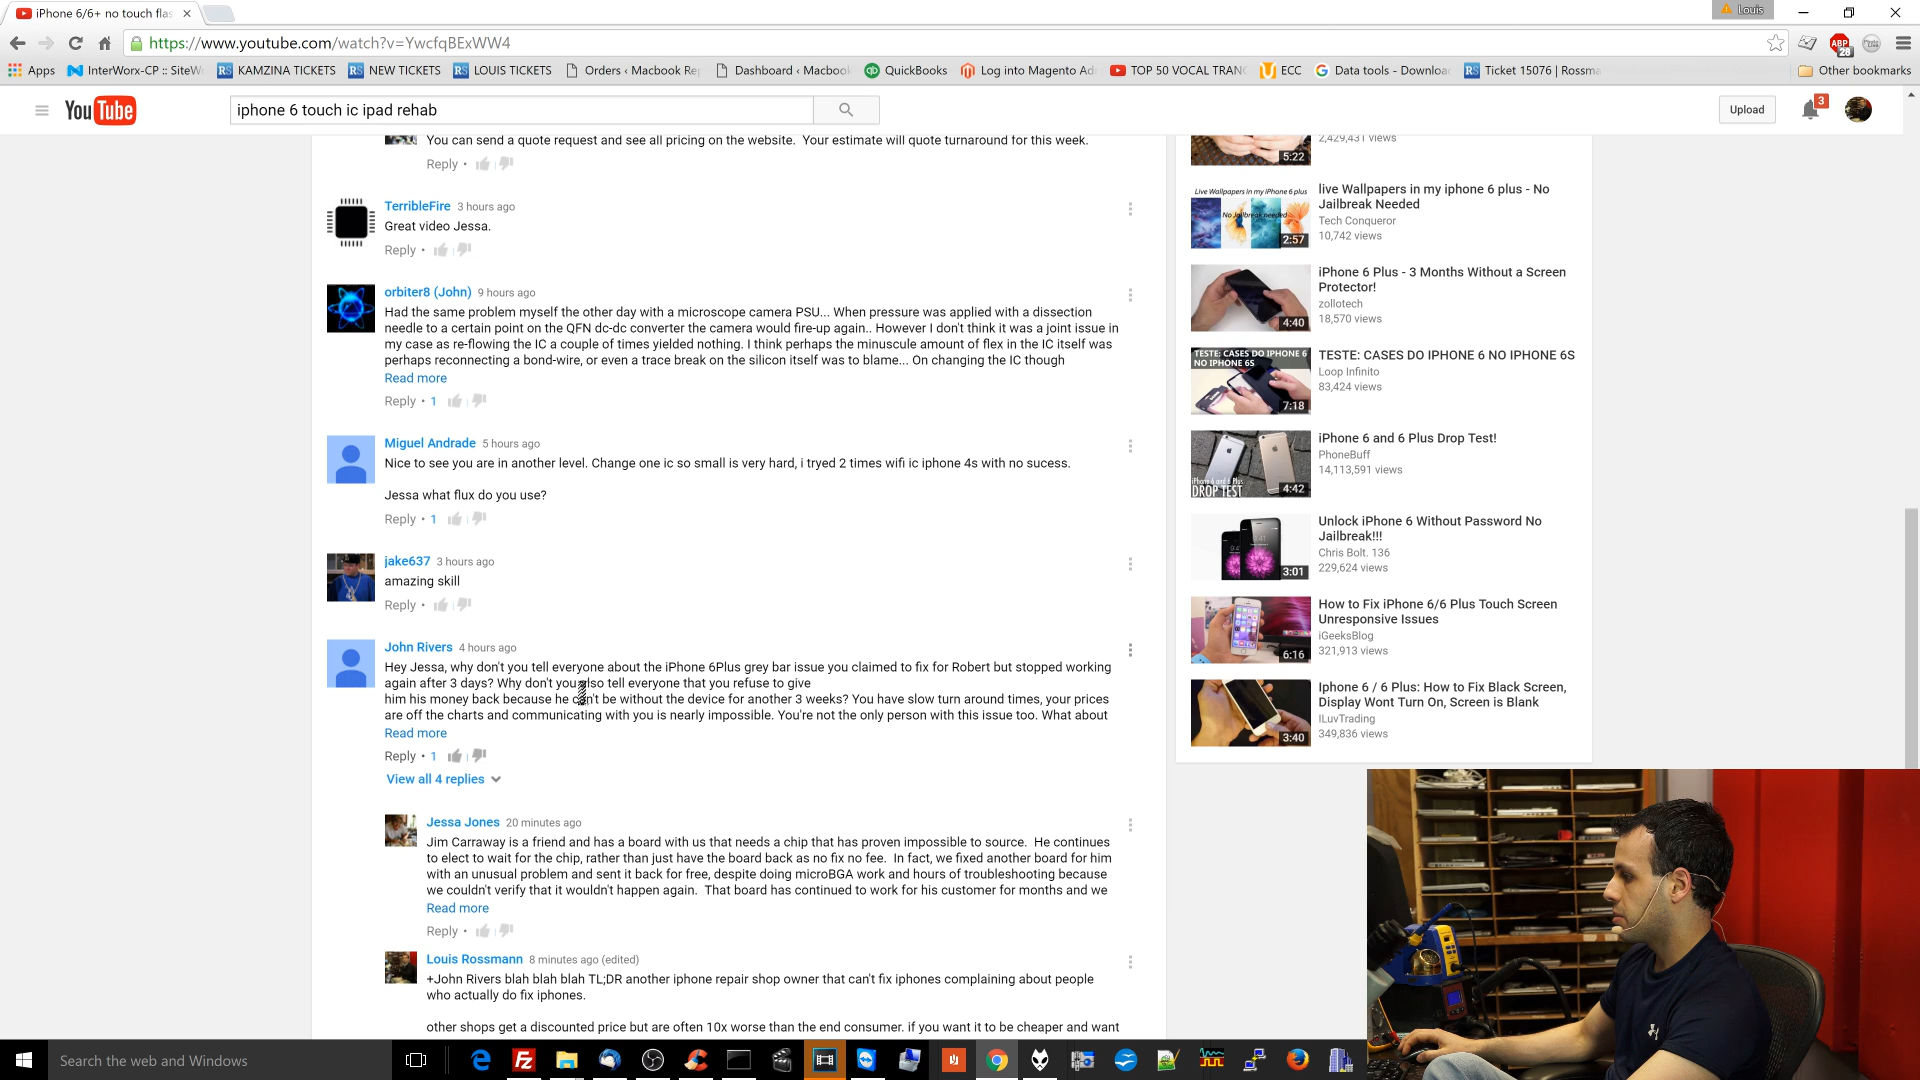 iPhone 6/6+ no touch flas
Louis
https://www.youtube.com/watch?v=YwcfqBExWW4
ABP
28
Apps
InterWorx-CP :: SiteW
KAMZINA TICKETS
NEW TICKETS
LOUIS TICKETS
Orders ‹ Macbook Re
Dashboard ‹ Macboo
QuickBooks
Log into Magento Ad
TOP 50 VOCAL TRAN
ECC
Data tools - Downloa
Ticket 15076 | Rossma
Other bookmarks
YouTube
iphone 6 touch ic ipad rehab
Upload
3
You can send a quote request and see all pricing on the website. Your estimate will quote turnaround for this week.
Reply •
TerribleFire 3 hours ago
Great video Jessa.
Reply •
orbiter8 (John) 9 hours ago
Had the same problem myself the other day with a microscope camera PSU... When pressure was applied with a dissection
needle to a certain point on the QFN dc-dc converter the camera would fire-up again.. However I don't think it was a joint issue in
my case as re-flowing the IC a couple of times yielded nothing. I think perhaps the minuscule amount of flex in the IC itself was
perhaps reconnecting a bond-wire, or even a trace break on the silicon itself was to blame... On changing the IC though
Read more
Reply • 1
Miguel Andrade 5 hours ago
Nice to see you are in another level. Change one ic so small is very hard, i tryed 2 times wifi ic iphone 4s with no sucess.
Jessa what flux do you use?
Reply • 1
jake637 3 hours ago
amazing skill
Reply •
John Rivers 4 hours ago
Hey Jessa, why don't you tell everyone about the iPhone 6Plus grey bar issue you claimed to fix for Robert but stopped working
again after 3 days? Why don't you also tell everyone that you refuse to give
him his money back because he can't be without the device for another 3 weeks? You have slow turn around times, your prices
are off the charts and communicating with you is nearly impossible. You're not the only person with this issue too. What about
Read more
Reply • 1
View all 4 replies
Jessa Jones 20 minutes ago
Jim Carraway is a friend and has a board with us that needs a chip that has proven impossible to source. He continues
to elect to wait for the chip, rather than just have the board back as no fix no fee. In fact, we fixed another board for him
with an unusual problem and sent it back for free, despite doing microBGA work and hours of troubleshooting because
we couldn't verify that it wouldn't happen again. That board has continued to work for his customer for months and we
Read more
Reply •
Louis Rossmann 8 minutes ago (edited)
+John Rivers blah blah blah TL;DR another iphone repair shop owner that can't fix iphones complaining about people
who actually do fix iphones.
other shops get a discounted price but are often 10x worse than the end consumer. if you want it to be cheaper and want
2,429,431 views
5:22
Live Wallpapers in my iPhone 6 plus
No Jailbreak needed
2:57
live Wallpapers in my iphone 6 plus - No
Jailbreak Needed
Tech Conqueror
10,742 views
4:40
iPhone 6 Plus - 3 Months Without a Screen
Protector!
zollotech
18,570 views
TESTE: CASES DO IPHONE 6
NO IPHONE 6S
7:18
TESTE: CASES DO IPHONE 6 NO IPHONE 6S
Loop Infinito
83,424 views
iPhone 6 and 6 Plus
DROP TEST
4:42
iPhone 6 and 6 Plus Drop Test!
PhoneBuff
14,113,591 views
3:01
Unlock iPhone 6 Without Password No
Jailbreak!!!
Chris Bolt. 136
229,624 views
6:16
How to Fix iPhone 6/6 Plus Touch Screen
Unresponsive Issues
iGeeksBlog
321,913 views
3:40
Iphone 6 / 6 Plus: How to Fix Black Screen,
Display Wont Turn On, Screen is Blank
ILuvTrading
349,836 views
Search the web and Windows